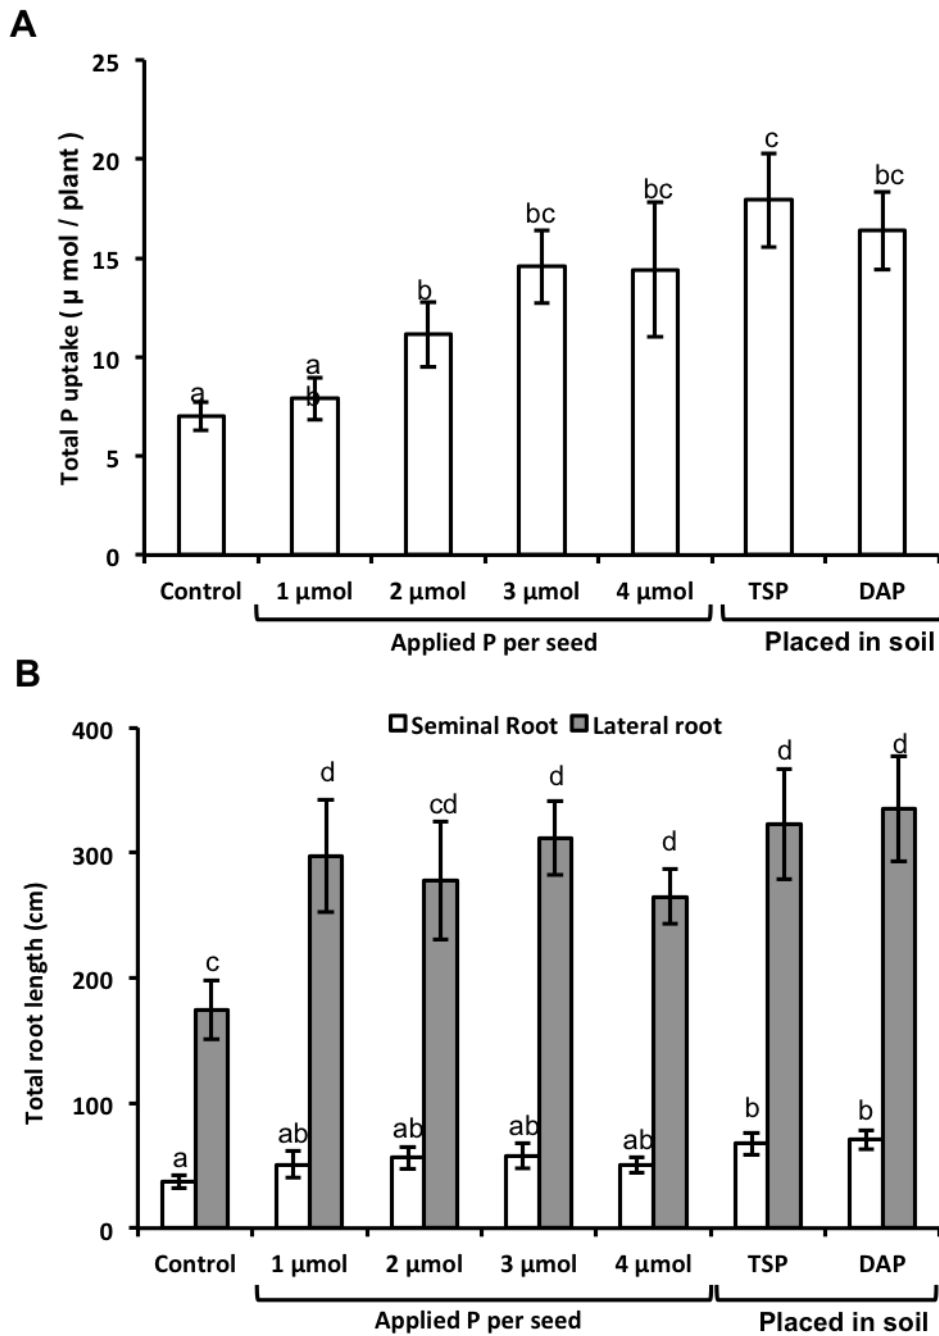 A
25
20
15
10
5
0
Total P uptake ( µ mol / plant )
a
a
b
b
bc
bc
c
bc
Control 1 µmol 2 µmol 3 µmol 4 µmol TSP DAP
Applied P per seed Placed in soil
B
400
300
200
100
0
Total root length (cm)
Seminal Root Lateral root
a c ab d ab cd ab d ab d b d b d
Control 1 µmol 2 µmol 3 µmol 4 µmol TSP DAP
Applied P per seed Placed in soil